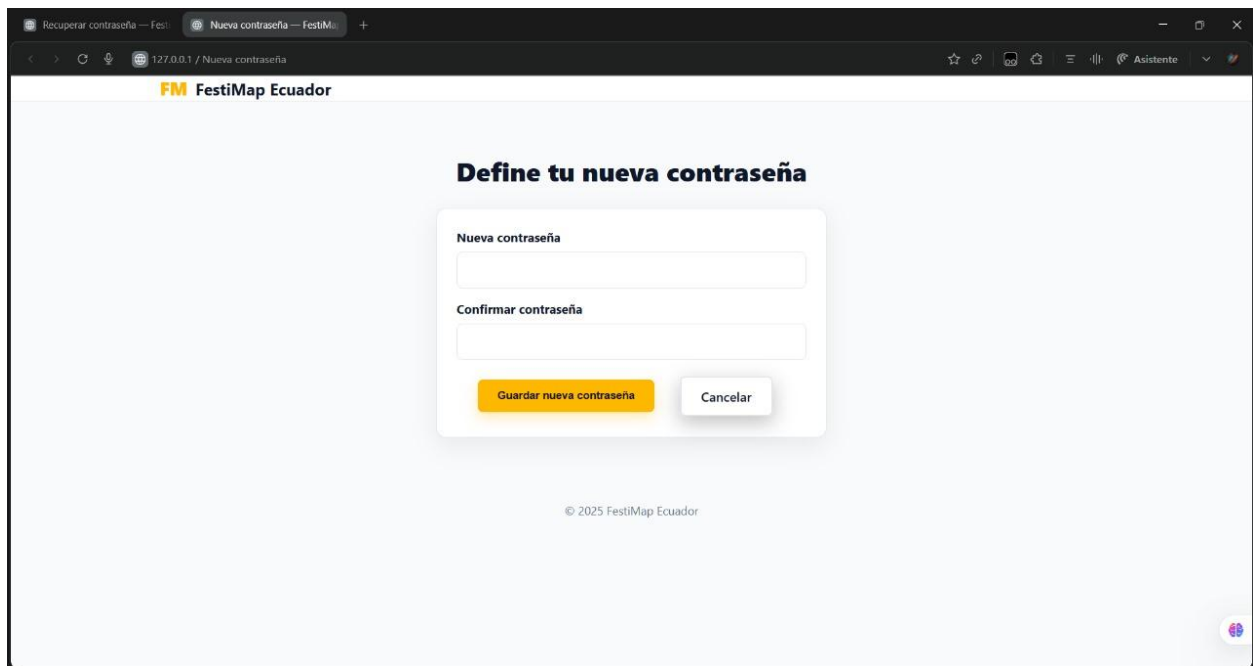 Recuperar contraseña — Fest
Nueva contraseña — FestiMa
127.0.0.1 / Nueva contraseña
Asistente
FM FestiMap Ecuador
Define tu nueva contraseña
Nueva contraseña
Confirmar contraseña
Guardar nueva contraseña
Cancelar
© 2025 FestiMap Ecuador